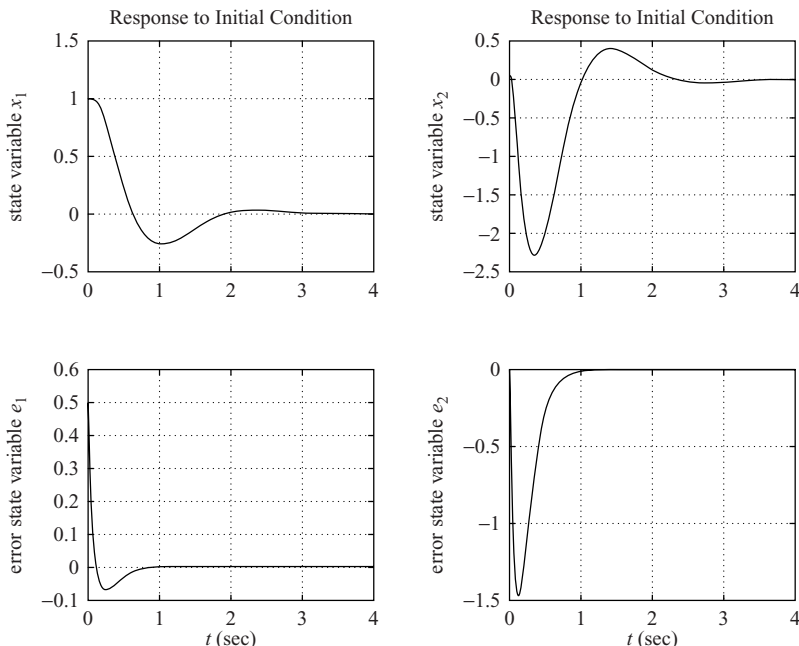 Response to Initial Condition
1.5
1
0.5
0
−0.5
0 1 2 3 4
state variable x₁
Response to Initial Condition
0.5
0
−0.5
−1
−1.5
−2
−2.5
0 1 2 3 4
state variable x₂
0.6
0.5
0.4
0.3
0.2
0.1
0
−0.1
0 1 2 3 4
error state variable e₁
t (sec)
0
−0.5
−1
−1.5
0 1 2 3 4
error state variable e₂
t (sec)